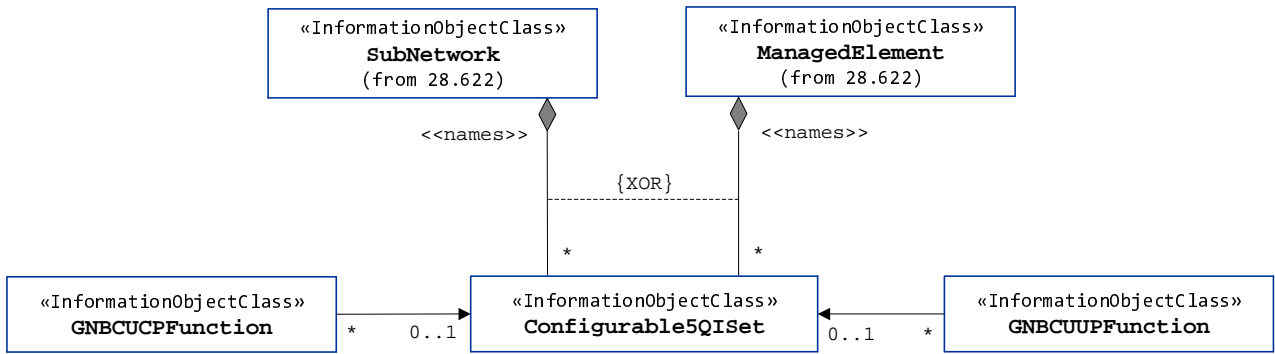 «InformationObjectClass»
SubNetwork
(from 28.622)
«InformationObjectClass»
ManagedElement
(from 28.622)
<<names>>
<<names>>
{XOR}
*
*
«InformationObjectClass»
GNBCUCPFunction
*
0..1
«InformationObjectClass»
Configurable5QISet
0..1
*
«InformationObjectClass»
GNBCUUPFunction